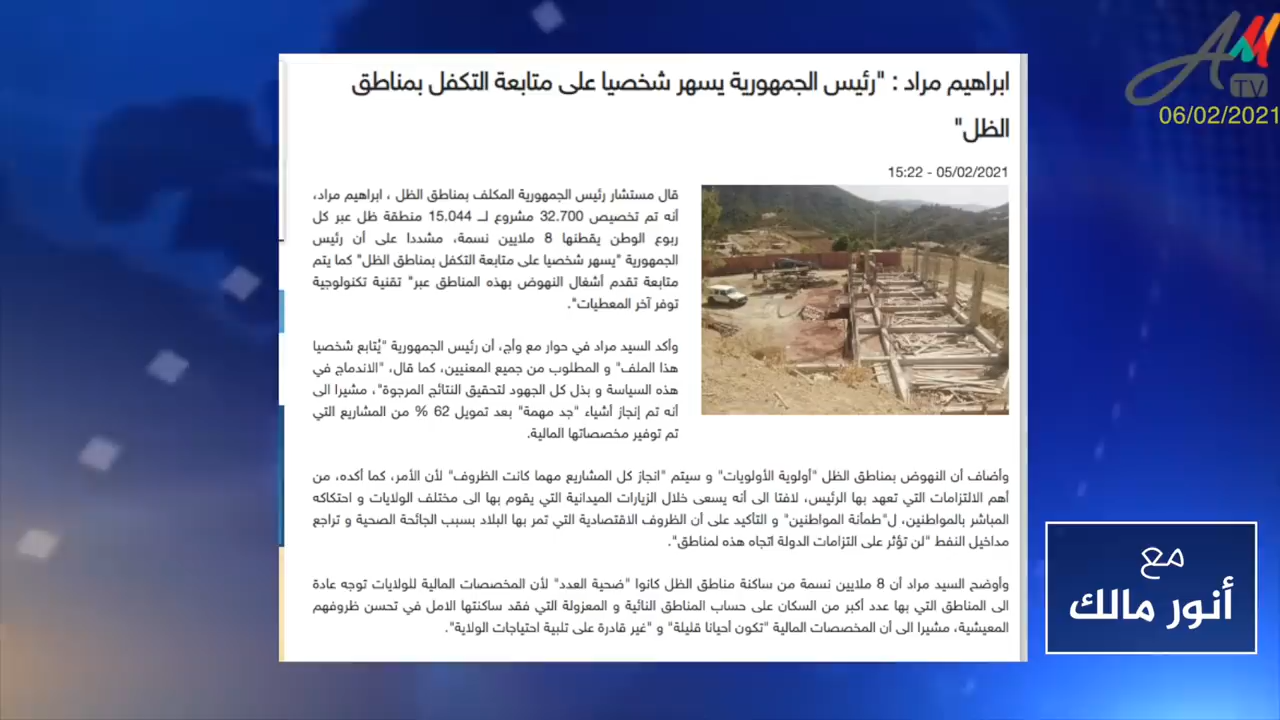 TV
06/02/2021
ابراهيم مراد : "رئيس الجمهورية يسهر شخصيا على متابعة التكفل بمناطق
الظل"
05/02/2021 - 15:22
قال مستشار رئيس الجمهورية المكلف بمناطق الظل ، ابراهيم مراد،
أنه تم تخصيص 32.700 مشروع لــ 15.044 منطقة ظل عبر كل
ربوع الوطن يقطنها 8 ملايين نسمة، مشددا على أن رئيس
الجمهورية "يسهر شخصيا على متابعة التكفل بمناطق الظل" كما يتم
متابعة تقدم أشغال النهوض بهذه المناطق عبر" تقنية تكنولوجية
توفر آخر المعطيات".
وأكد السيد مراد في حوار مع وأج، أن رئيس الجمهورية "يُتابع شخصيا
هذا الملف" و المطلوب من جميع المعنيين، كما قال، "الاندماج في
هذه السياسة و بذل كل الجهود لتحقيق النتائج المرجوة"، مشيرا الى
أنه تم إنجاز أشياء "جد مهمة" بعد تمويل 62 % من المشاريع التي
تم توفير مخصصاتها المالية.
وأضاف أن النهوض بمناطق الظل "أولوية الأولويات" و سيتم "انجاز كل المشاريع مهما كانت الظروف" لأن الأمر، كما أكده، من
أهم الالتزامات التي تعهد بها الرئيس، لافتا الى أنه يسعى خلال الزيارات الميدانية التي يقوم بها الى مختلف الولايات و احتكاكه
المباشر بالمواطنين، ل"طمأنة المواطنين" و التأكيد على أن الظروف الاقتصادية التي تمر بها البلاد بسبب الجائحة الصحية و تراجع
مداخيل النفط "لن تؤثر على التزامات الدولة اتجاه هذه لمناطق".
وأوضح السيد مراد أن 8 ملايين نسمة من ساكنة مناطق الظل كانوا "ضحية العدد" لأن المخصصات المالية للولايات توجه عادة
الى المناطق التي بها عدد أكبر من السكان على حساب المناطق النائية و المعزولة التي فقد ساكنتها الامل في تحسن ظروفهم
المعيشية، مشيرا الى أن المخصصات المالية "تكون أحيانا قليلة" و "غير قادرة على تلبية احتياجات الولاية".
مع
أنور مالك